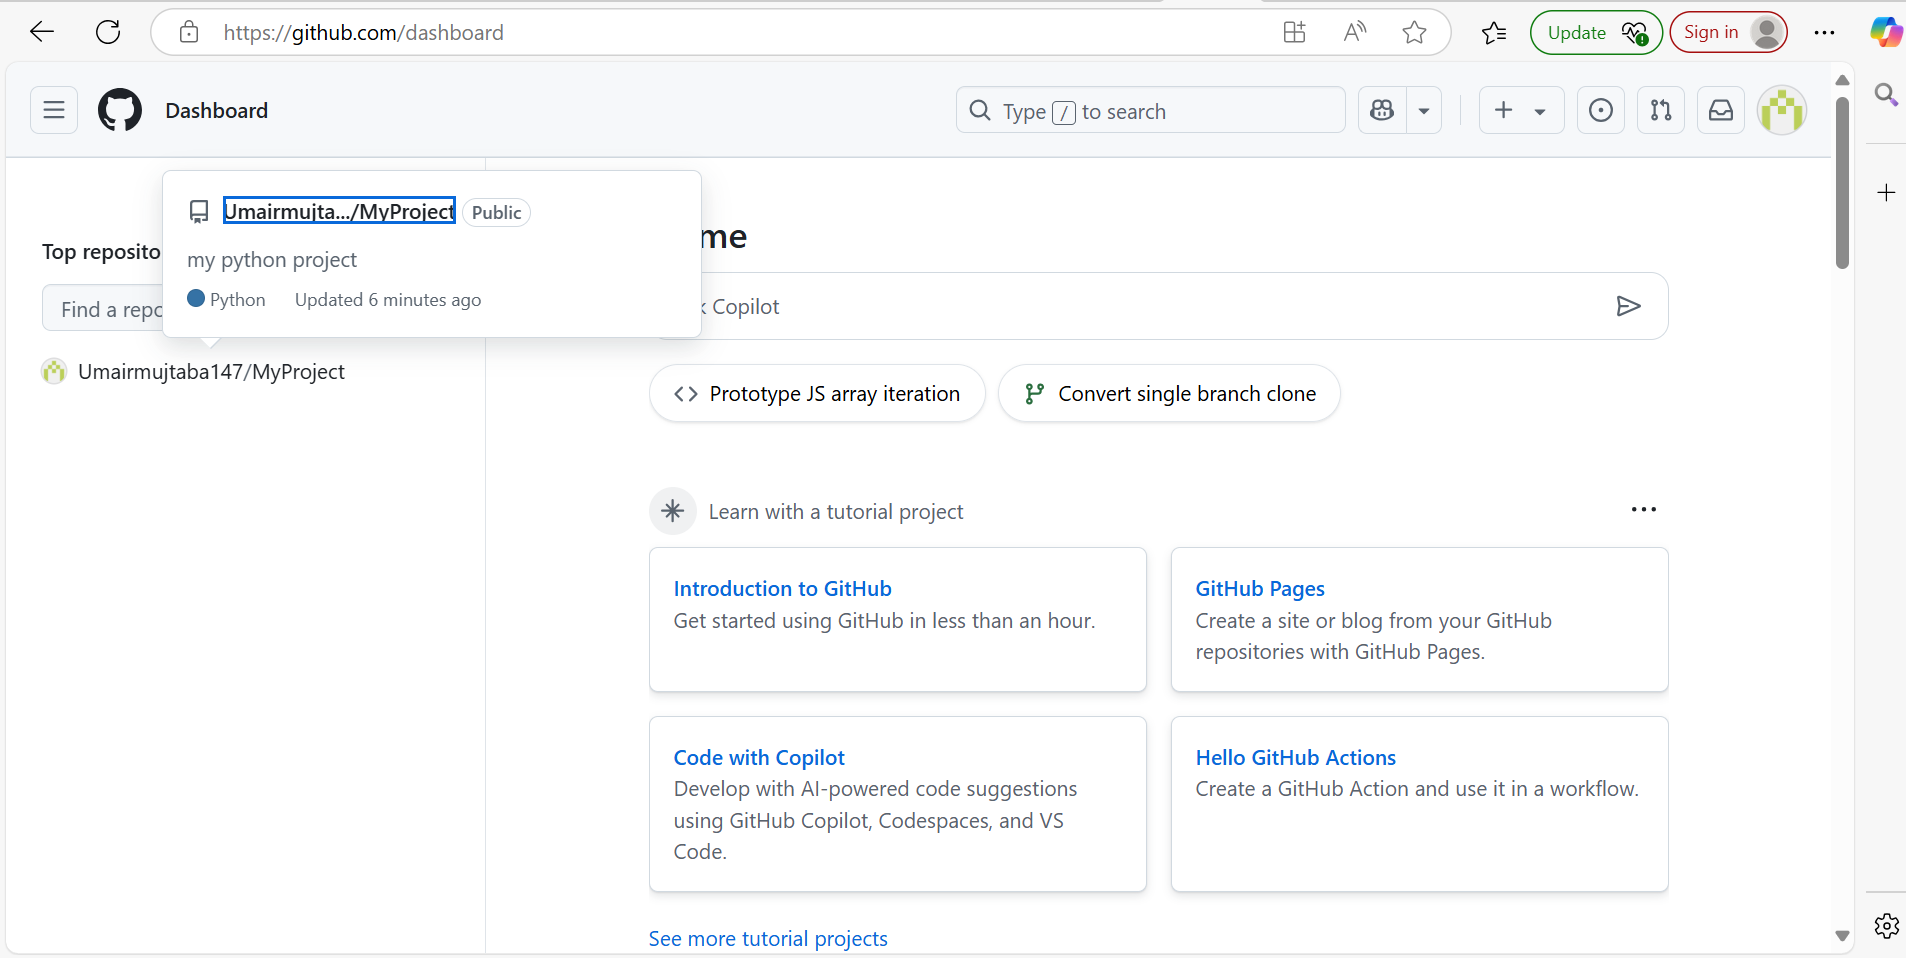 https://github.com/dashboard
Update
Sign in
Dashboard
Type / to search
Umairmujta.../MyProject Public
my python project
Python Updated 6 minutes ago
Top reposito
Find a repo
Umairmujtaba147/MyProject
me
k Copilot
Prototype JS array iteration
Convert single branch clone
Learn with a tutorial project
Introduction to GitHub
Get started using GitHub in less than an hour.
GitHub Pages
Create a site or blog from your GitHub
repositories with GitHub Pages.
Code with Copilot
Develop with AI-powered code suggestions
using GitHub Copilot, Codespaces, and VS
Code.
Hello GitHub Actions
Create a GitHub Action and use it in a workflow.
See more tutorial projects